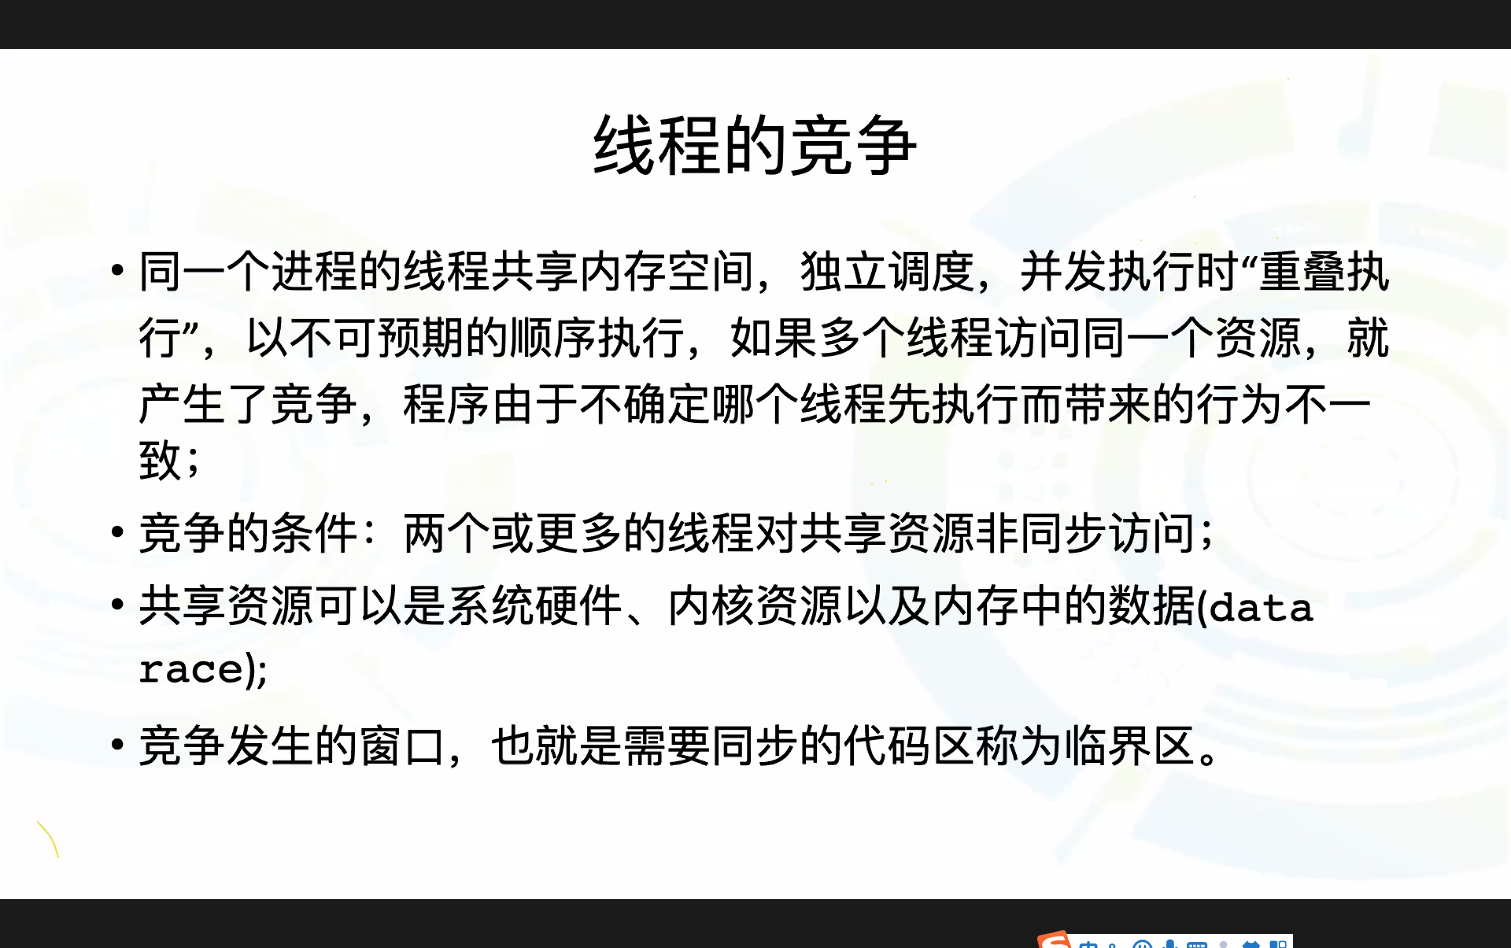 线程的竞争
• 同一个进程的线程共享内存空间，独立调度，并发执行时“重叠执
行”，以不可预期的顺序执行，如果多个线程访问同一个资源，就
产生了竞争，程序由于不确定哪个线程先执行而带来的行为不一
致；
• 竞争的条件：两个或更多的线程对共享资源非同步访问；
• 共享资源可以是系统硬件、内核资源以及内存中的数据(data
race);
• 竞争发生的窗口，也就是需要同步的代码区称为临界区。